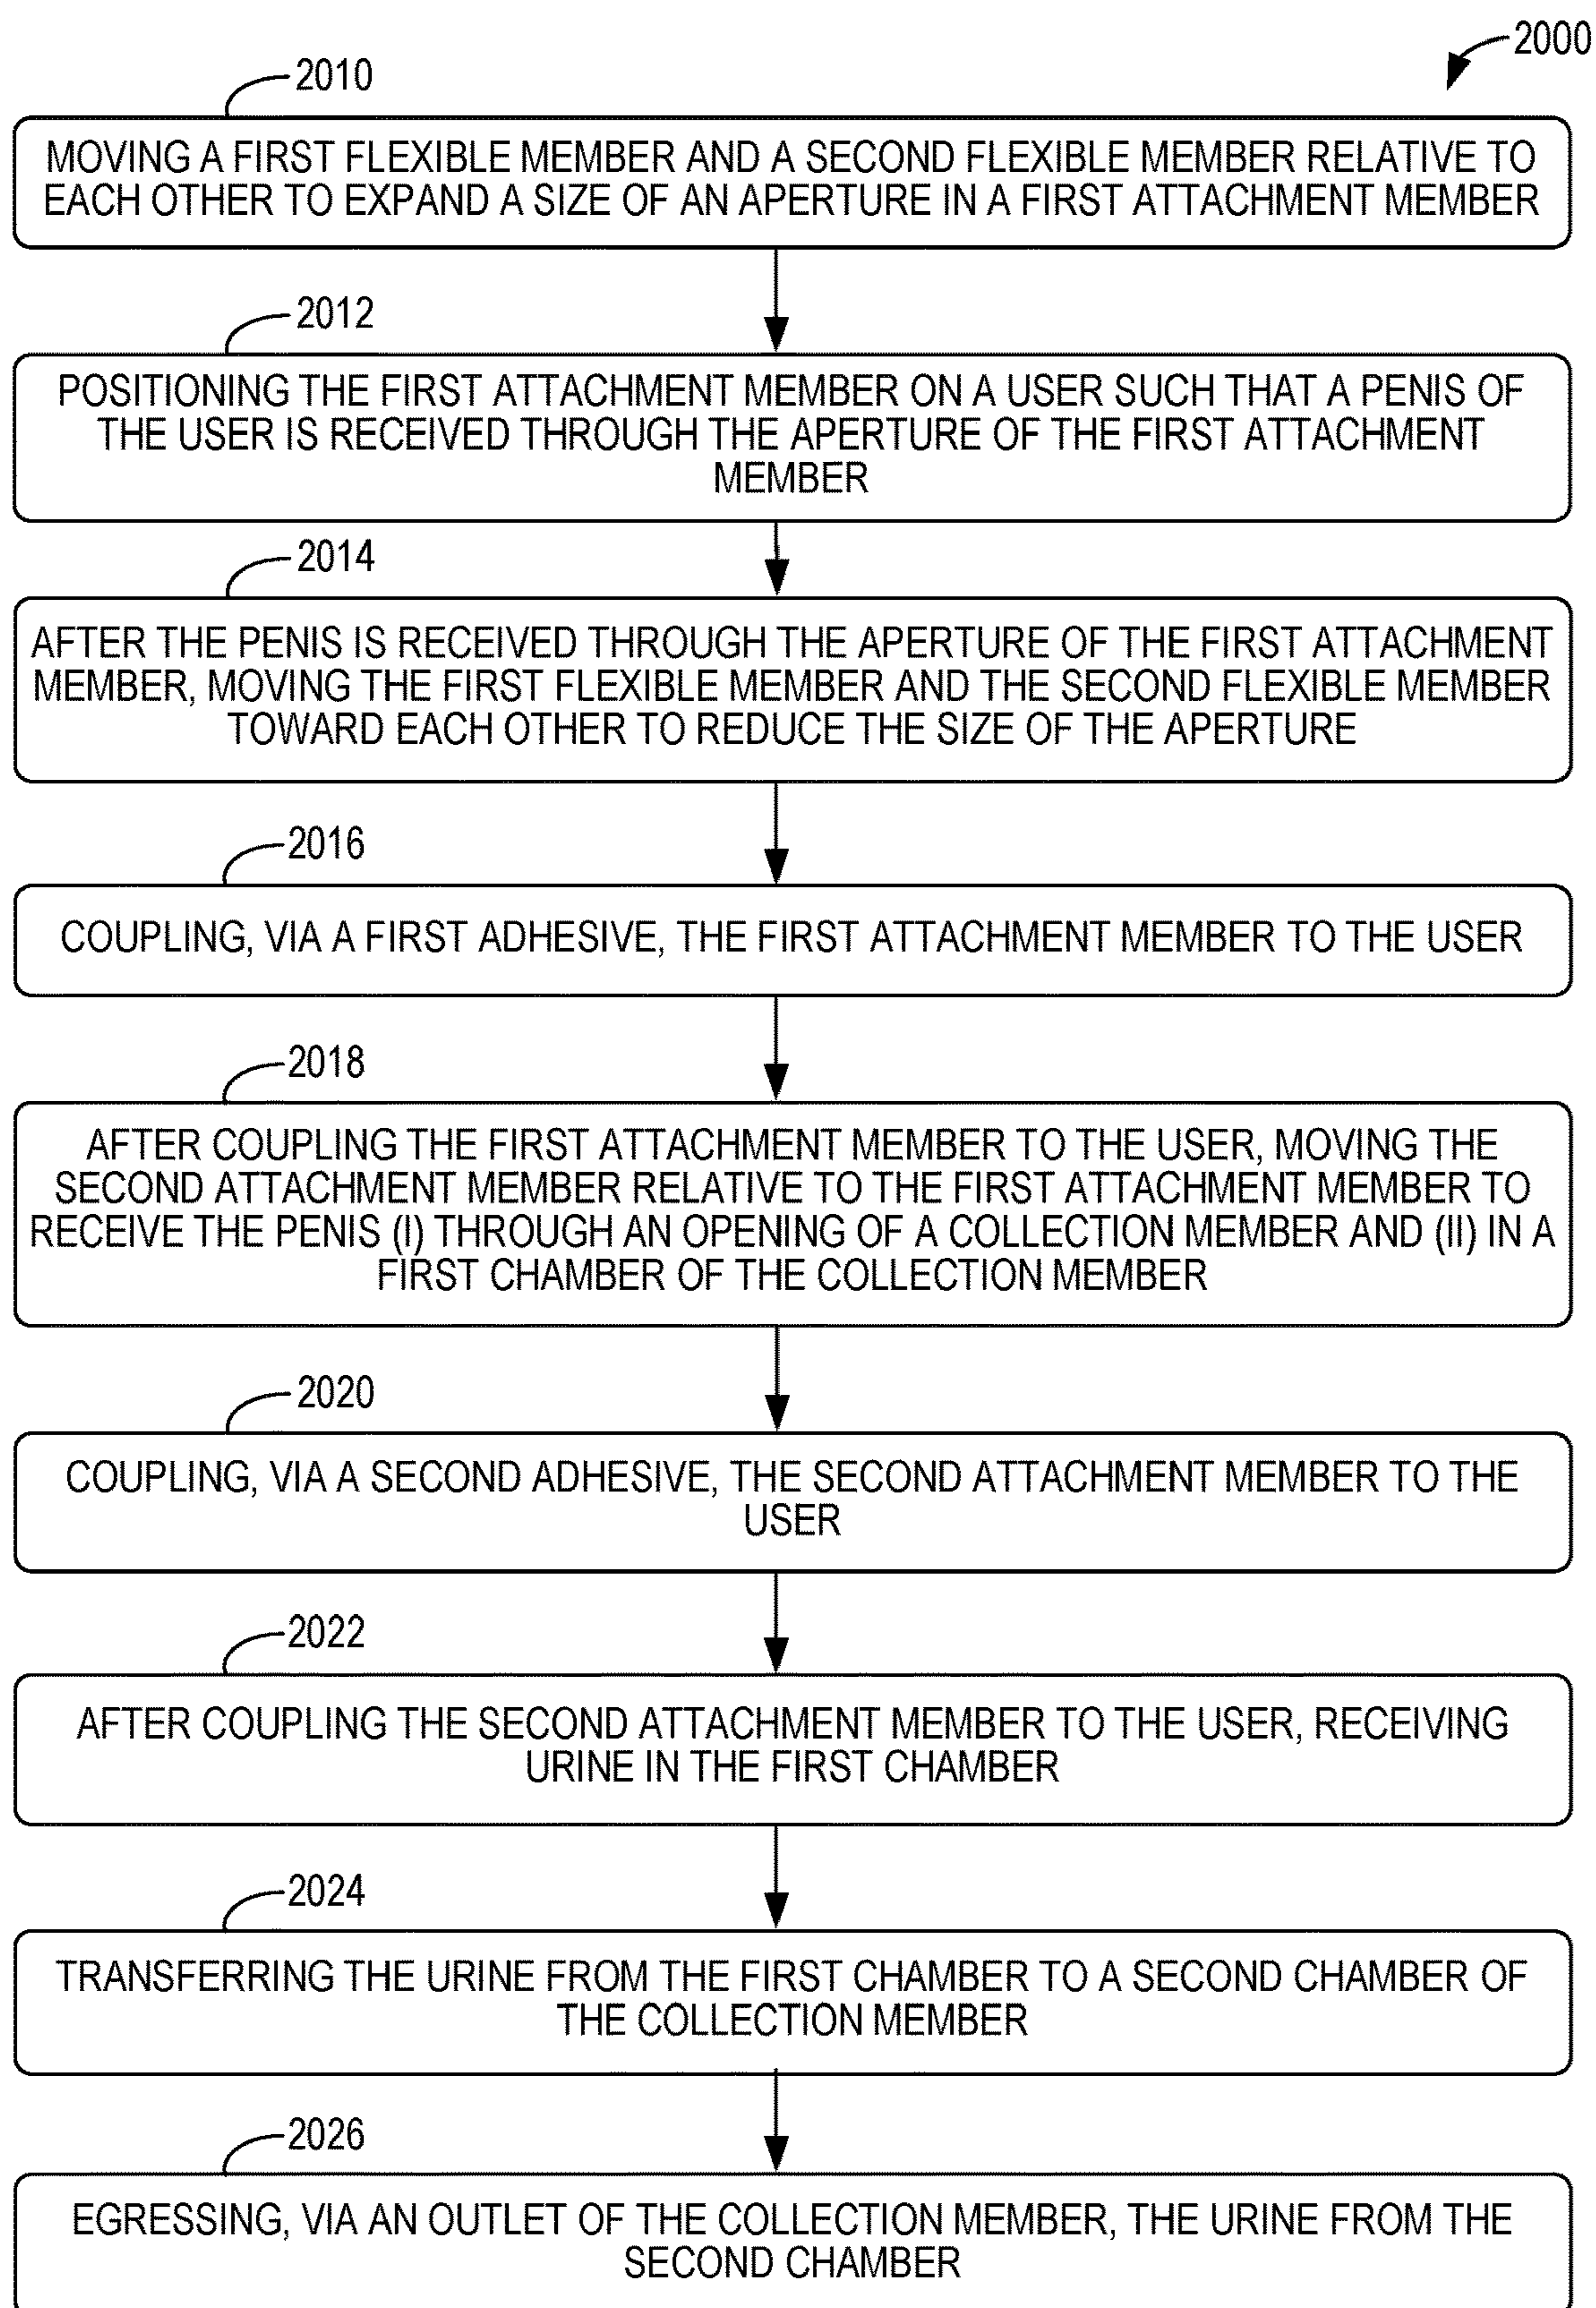 2000
2010
MOVING A FIRST FLEXIBLE MEMBER AND A SECOND FLEXIBLE MEMBER RELATIVE TO
EACH OTHER TO EXPAND A SIZE OF AN APERTURE IN A FIRST ATTACHMENT MEMBER
2012
POSITIONING THE FIRST ATTACHMENT MEMBER ON A USER SUCH THAT A PENIS OF
THE USER IS RECEIVED THROUGH THE APERTURE OF THE FIRST ATTACHMENT
MEMBER
2014
AFTER THE PENIS IS RECEIVED THROUGH THE APERTURE OF THE FIRST ATTACHMENT
MEMBER, MOVING THE FIRST FLEXIBLE MEMBER AND THE SECOND FLEXIBLE MEMBER
TOWARD EACH OTHER TO REDUCE THE SIZE OF THE APERTURE
2016
COUPLING, VIA A FIRST ADHESIVE, THE FIRST ATTACHMENT MEMBER TO THE USER
2018
AFTER COUPLING THE FIRST ATTACHMENT MEMBER TO THE USER, MOVING THE
SECOND ATTACHMENT MEMBER RELATIVE TO THE FIRST ATTACHMENT MEMBER TO
RECEIVE THE PENIS (I) THROUGH AN OPENING OF A COLLECTION MEMBER AND (II) IN A
FIRST CHAMBER OF THE COLLECTION MEMBER
2020
COUPLING, VIA A SECOND ADHESIVE, THE SECOND ATTACHMENT MEMBER TO THE
USER
2022
AFTER COUPLING THE SECOND ATTACHMENT MEMBER TO THE USER, RECEIVING
URINE IN THE FIRST CHAMBER
2024
TRANSFERRING THE URINE FROM THE FIRST CHAMBER TO A SECOND CHAMBER OF
THE COLLECTION MEMBER
2026
EGRESSING, VIA AN OUTLET OF THE COLLECTION MEMBER, THE URINE FROM THE
SECOND CHAMBER